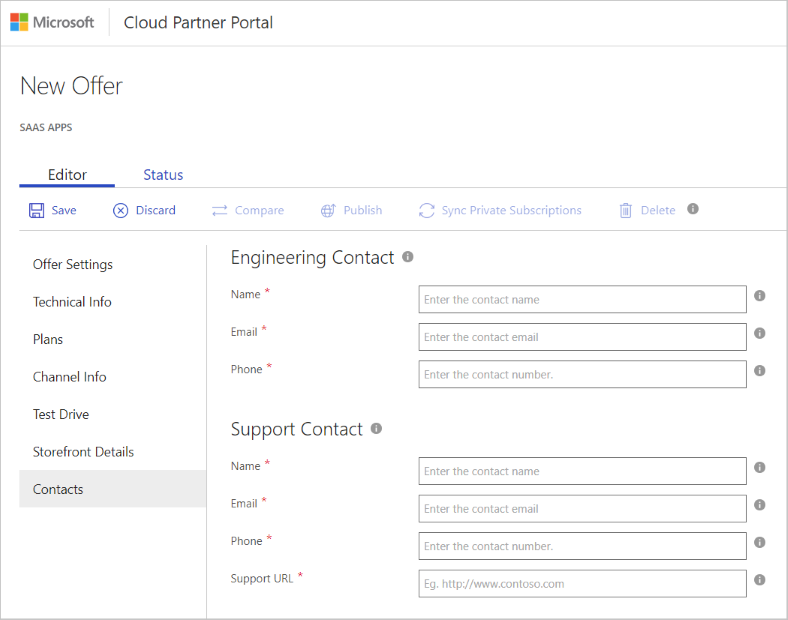 Microsoft Cloud Partner Portal
New Offer
SAAS APPS
Editor Status
Save Discard Compare Publish Sync Private Subscriptions Delete
Offer Settings
Technical Info
Plans
Channel Info
Test Drive
Storefront Details
Contacts
Engineering Contact
Name * Enter the contact name
Email * Enter the contact email
Phone * Enter the contact number.
Support Contact
Name * Enter the contact name
Email * Enter the contact email
Phone * Enter the contact number.
Support URL * Eg. http://www.contoso.com